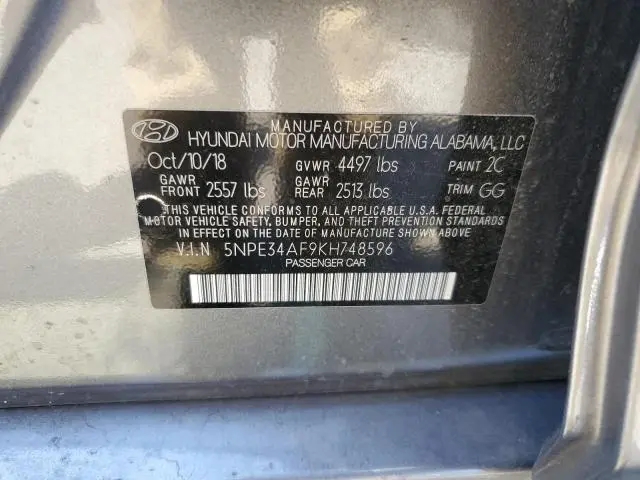 MANUFACTURED BY
HYUNDAI MOTOR MANUFACTURING ALABAMA, LLC
Oct/10/18 GVWR 4497 lbs PAINT 2C
GAWR FRONT 2557 lbs GAWR REAR 2513 lbs TRIM GG
THIS VEHICLE CONFORMS TO ALL APPLICABLE U.S.A. FEDERAL
MOTOR VEHICLE SAFETY, BUMPER, AND THEFT PREVENTION STANDARDS
IN EFFECT ON THE DATE OF MANUFACTURE SHOWN ABOVE.
V.I.N 5NPE34AF9KH748596
PASSENGER CAR